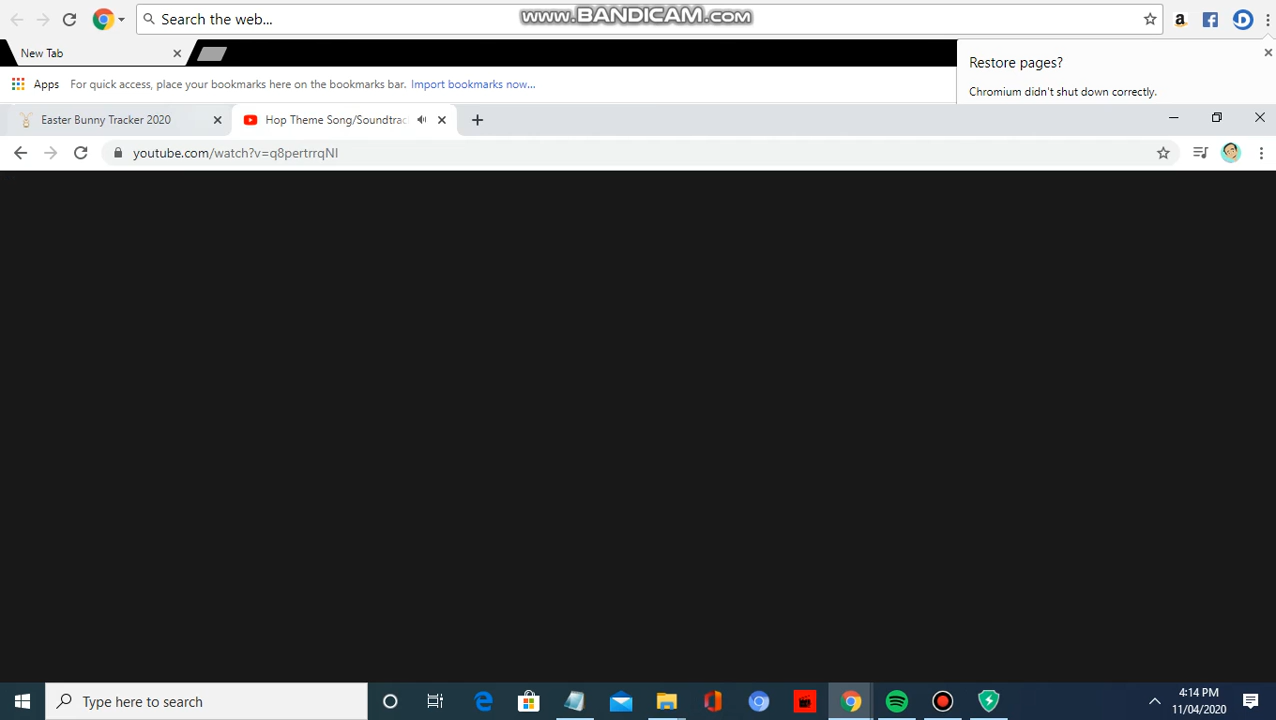 Search the web...
www.BANDICAM.com
New Tab
Restore pages?
Apps
For quick access, place your bookmarks here on the bookmarks bar. Import bookmarks now...
Chromium didn't shut down correctly.
Easter Bunny Tracker 2020
Hop Theme Song/Soundtrac
youtube.com/watch?v=q8pertrrqNI
Type here to search
4:14 PM
11/04/2020